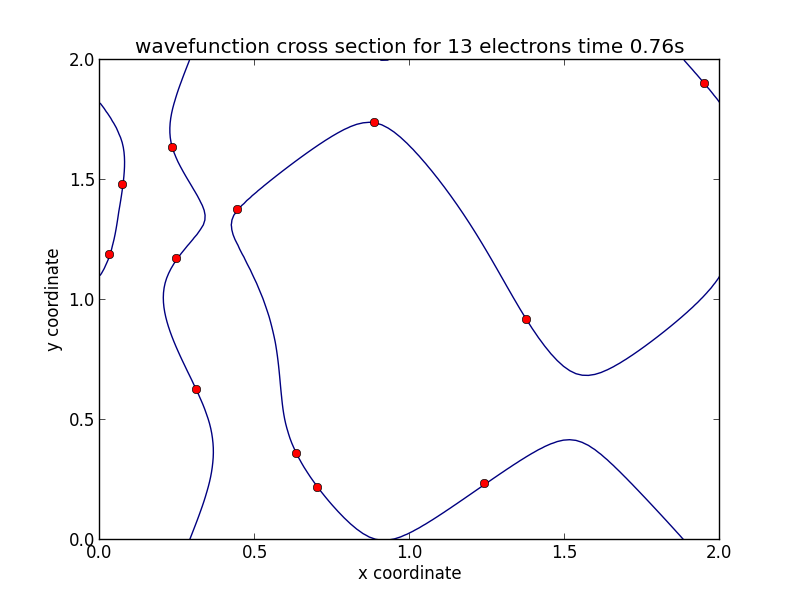 wavefunction cross section for 13 electrons time 0.76s
2.0
1.5
1.0
0.5
0.0
y coordinate
0.0 0.5 1.0 1.5 2.0
x coordinate